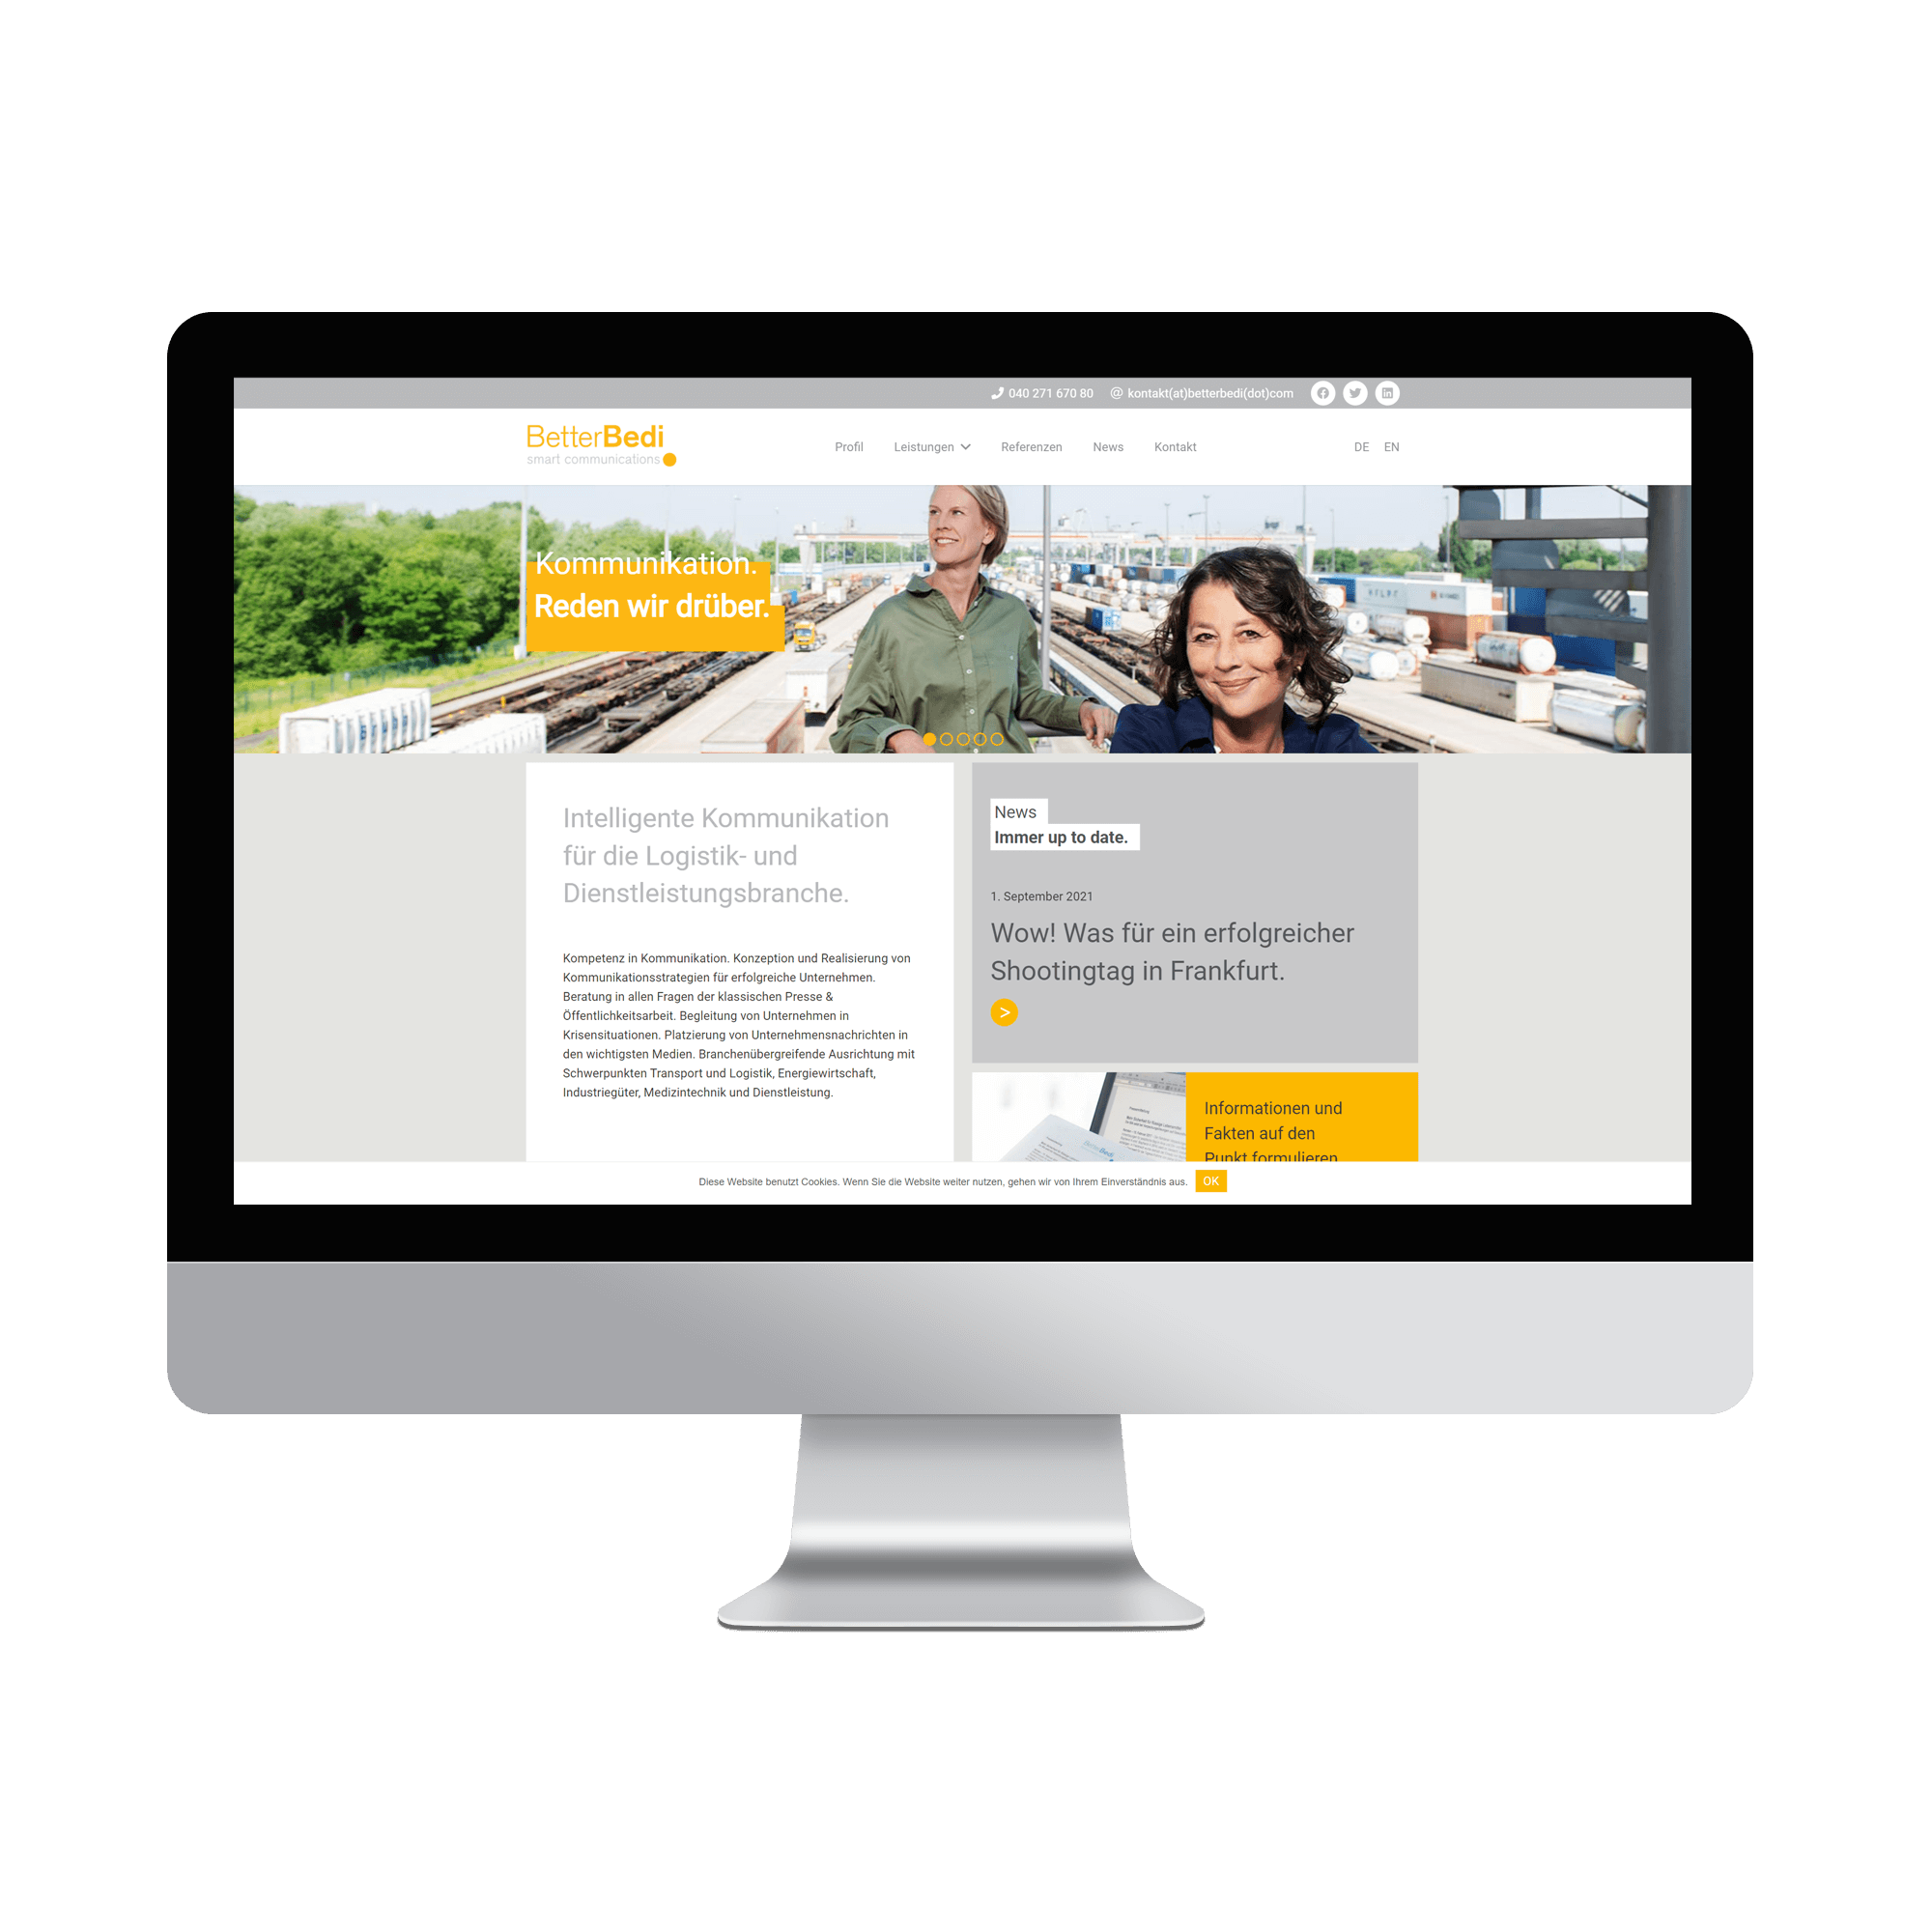 040 271 670 80 kontakt(at)betterbedi(dot)com
BetterBedi
smart communications
Profil Leistungen Referenzen News Kontakt DE EN
Kommunikation.
Reden wir drüber.
Intelligente Kommunikation
für die Logistik- und
Dienstleistungsbranche.
Kompetenz in Kommunikation. Konzeption und Realisierung von
Kommunikationsstrategien für erfolgreiche Unternehmen.
Beratung in allen Fragen der klassischen Presse &
Öffentlichkeitsarbeit. Begleitung von Unternehmen in
Krisensituationen. Platzierung von Unternehmensnachrichten in
den wichtigsten Medien. Branchenübergreifende Ausrichtung mit
Schwerpunkten Transport und Logistik, Energiewirtschaft,
Industriegüter, Medizintechnik und Dienstleistung.
News
Immer up to date.
1. September 2021
Wow! Was für ein erfolgreicher
Shootingtag in Frankfurt.
>
BetterBedi
Informationen und
Fakten auf den
Punkt formulieren
Diese Website benutzt Cookies. Wenn Sie die Website weiter nutzen, gehen wir von Ihrem Einverständnis aus. OK